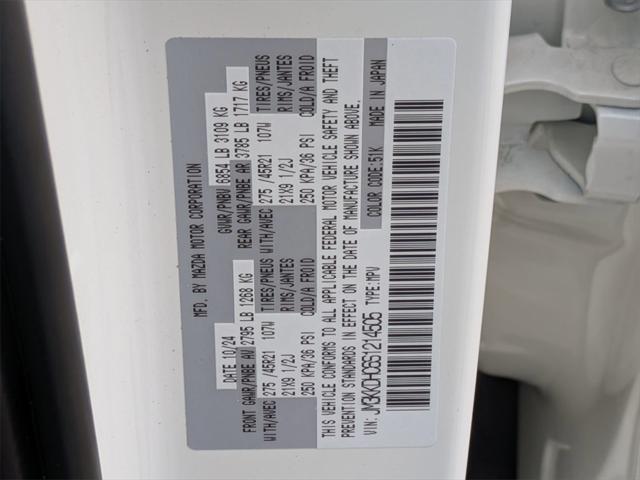 MFD. BY MAZDA MOTOR CORPORATION
DATE 10/24 GVWR/PNBV 6854 LB 3109 KG
FRONT GAWR/PNBE AV 2795 LB 1268 KG REAR GAWR/PNBE AR 3785 LB 1717 KG
WITH/AVEC 275 /45R21 107W TIRES/PNEUS WITH/AVEC 275 /45R21 107W TIRES/PNEUS
21X9 1/2J RIMS/JANTES 21X9 1/2J RIMS/JANTES
250 KPA/36 PSI COLD/A FROID 250 KPA/36 PSI COLD/A FROID
THIS VEHICLE CONFORMS TO ALL APPLICABLE FEDERAL MOTOR VEHICLE SAFETY AND THEFT
PREVENTION STANDARDS IN EFFECT ON THE DATE OF MANUFACTURE SHOWN ABOVE.
VIN: JM3KKDHC6S1214505 TYPE: MPV COLOR CODE: 51K MADE IN JAPAN